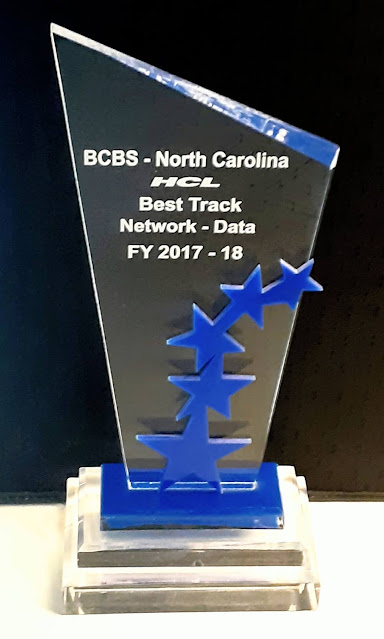 BCBS - North Carolina
HCL
Best Track
Network - Data
FY 2017 - 18